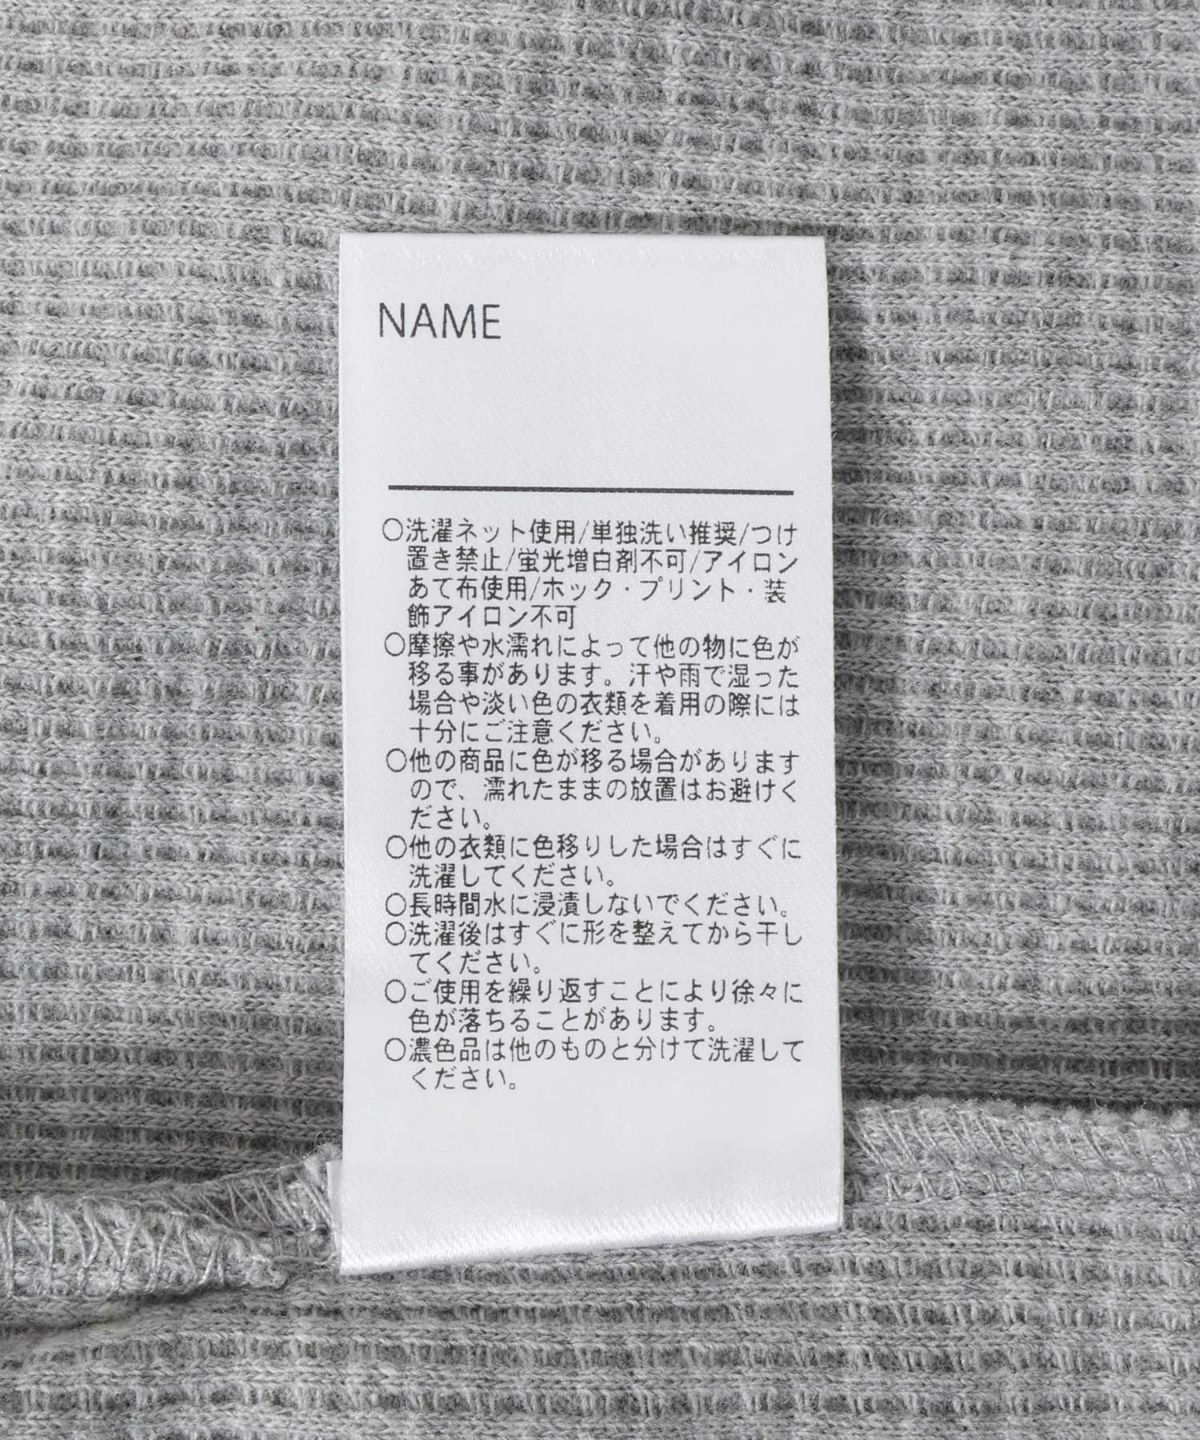 NAME
○洗濯ネット使用/単独洗い推奨/つけ
置き禁止/蛍光増白剤不可/アイロン
あて布使用/ホック・プリント・装
飾アイロン不可
○摩擦や水濡れによって他の物に色が
移る事があります。汗や雨で湿った
場合や淡い色の衣類を着用の際には
十分にご注意ください。
○他の商品に色が移る場合があります
ので、濡れたままの放置はお避けく
ださい。
○他の衣類に色移りした場合はすぐに
洗濯してください。
○長時間水に浸漬しないでください。
○洗濯後はすぐに形を整えてから干し
てください。
○ご使用を繰り返すことにより徐々に
色が落ちることがあります。
○濃色品は他のものと分けて洗濯して
ください。